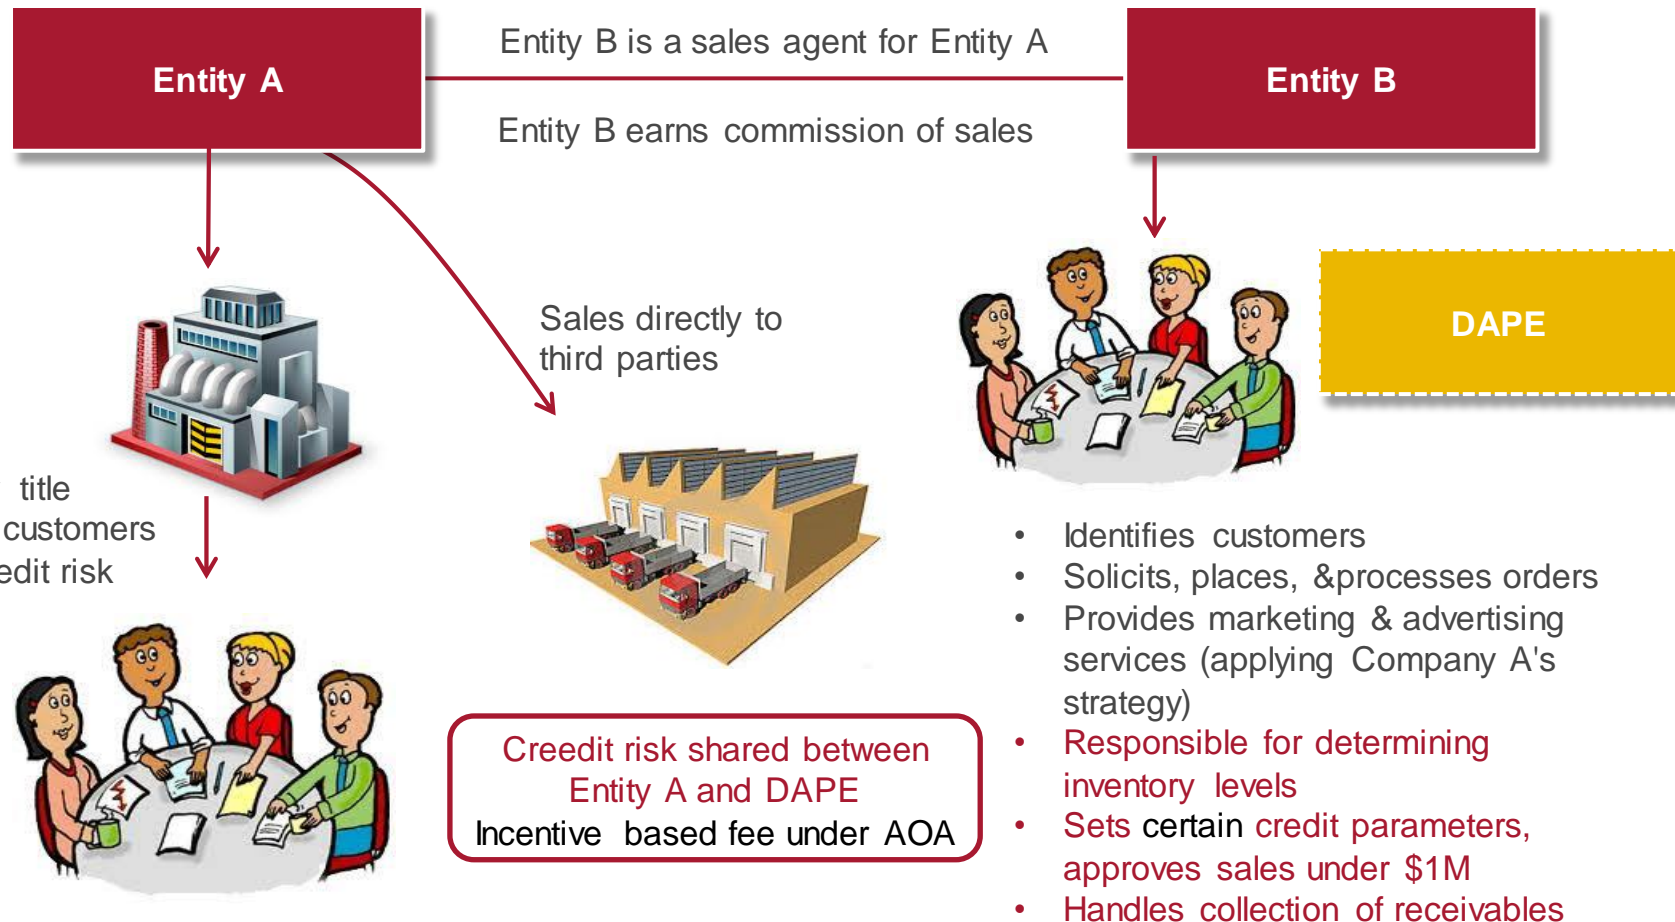 Entity A
Entity B is a sales agent for Entity A
Entity B earns commission of sales
Entity B
Sales directly to
third parties
DAPE
title
customers
edit risk
Creedit risk shared between
Entity A and DAPE
Incentive based fee under AOA
• Identifies customers
• Solicits, places, &processes orders
• Provides marketing & advertising
services (applying Company A's
strategy)
• Responsible for determining
inventory levels
• Sets certain credit parameters,
approves sales under $1M
• Handles collection of receivables